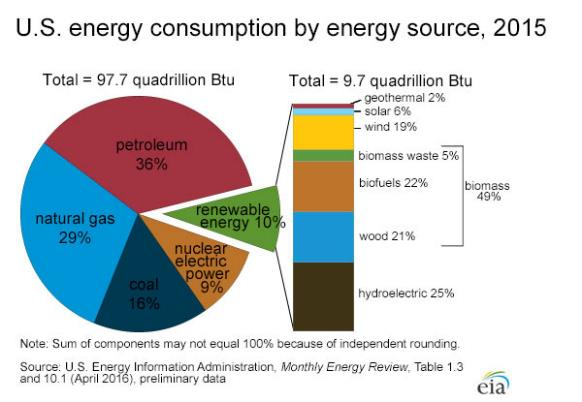 U.S. energy consumption by energy source, 2015
Total = 97.7 quadrillion Btu
Total = 9.7 quadrillion Btu
petroleum
36%
natural gas
29%
coal
16%
nuclear
electric
power
9%
renewable
energy 10%
geothermal 2%
solar 6%
wind 19%
biomass waste 5%
biofuels 22%
wood 21%
biomass
49%
hydroelectric 25%
Note: Sum of components may not equal 100% because of independent rounding.
Source: U.S. Energy Information Administration, Monthly Energy Review, Table 1.3
and 10.1 (April 2016), preliminary data
eia